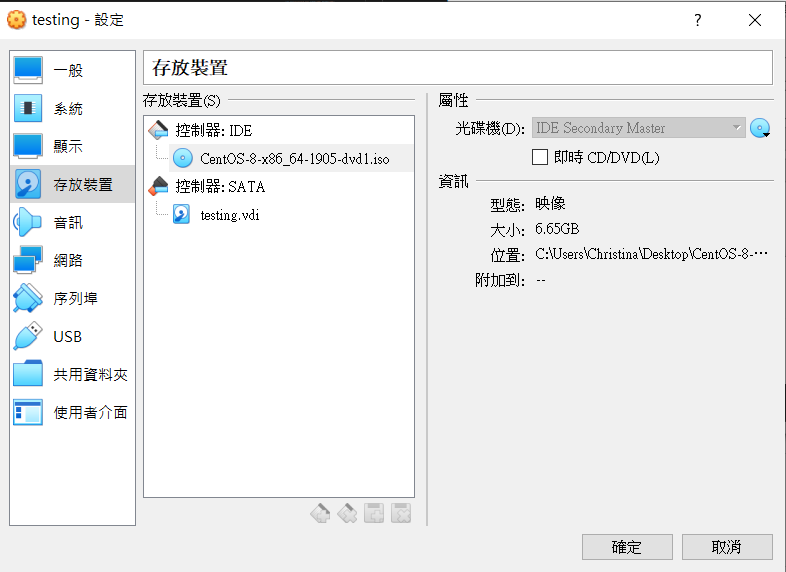 testing - 設定
?
一般
系統
顯示
存放裝置
音訊
網路
序列埠
USB
共用資料夾
使用者介面
存放裝置
存放裝置(S)
控制器: IDE
CentOS-8-x86_64-1905-dvd1.iso
控制器: SATA
testing.vdi
屬性
光碟機(D): IDE Secondary Master
即時 CD/DVD(L)
資訊
型態: 映像
大小: 6.65GB
位置: C:\Users\Christina\Desktop\CentOS-8-…
附加到: --
確定
取消